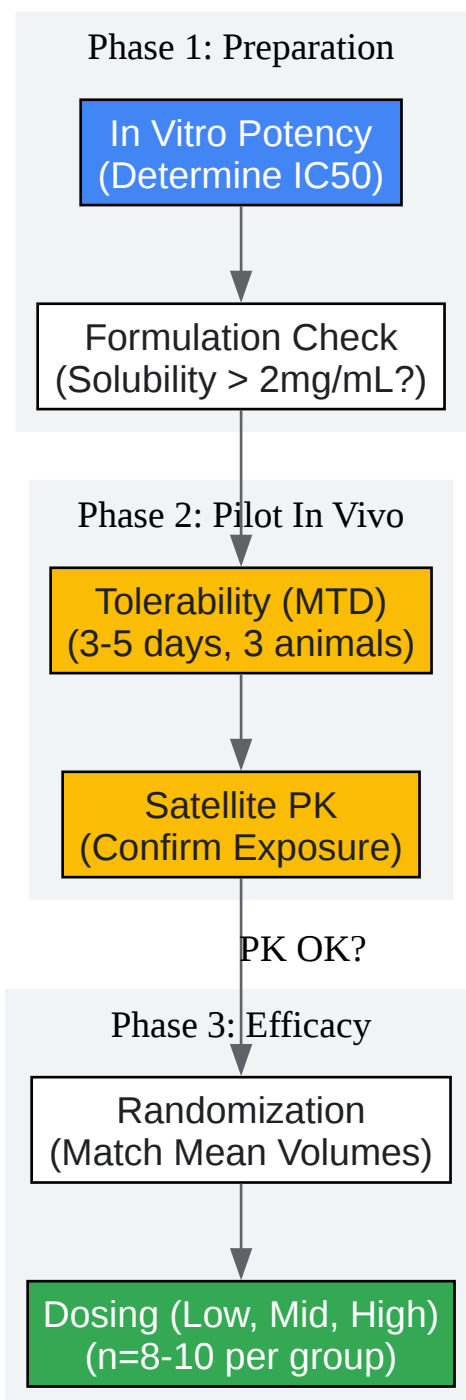 Phase 1: Preparation
In Vitro Potency
(Determine IC50)
Formulation Check
(Solubility > 2mg/mL?)
Phase 2: Pilot In Vivo
Tolerability (MTD)
(3-5 days, 3 animals)
Satellite PK
(Confirm Exposure)
PK OK?
Phase 3: Efficacy
Randomization
(Match Mean Volumes)
Dosing (Low, Mid, High)
(n=8-10 per group)